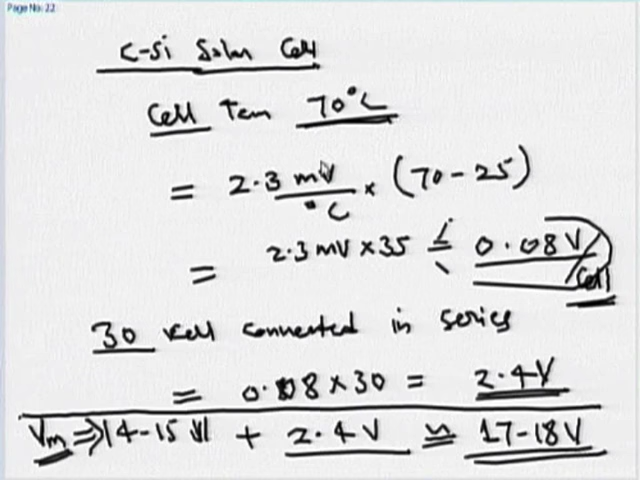 Page No: 22
C-Si Solar Cell
Cell Tem 70°C
= 2.3 mV/°C × (70-25)
= 2.3 mV × 35 ≐ 0.08 V/Cell
30 Cell connected in series
= 0.08 × 30 = 2.4 V
Vm ⇒ 14-15 V + 2.4 V ≃ 17-18 V